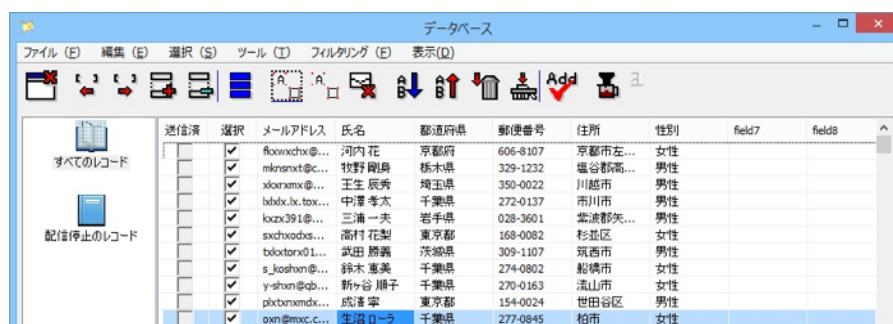 データベース
ファイル (F) 編集 (E) 選択 (S) ツール (T) フィルタリング (F) 表示(D)
Add
すべてのレコード
配信停止のレコード
送信済 選択 メールアドレス 氏名 都道府県 郵便番号 住所 性別 field7 field8
fkxwxchx@... 河内 花 京都府 606-8107 京都市左... 女性
mknsnxt@c... 牧野 剛身 栃木県 329-1232 塩谷郡高... 男性
xkxrxmx@... 王生 辰秀 埼玉県 350-0022 川越市 男性
lxlxlx.lx.tox... 中澤 孝太 千葉県 272-0137 市川市 男性
kxzx391@... 三浦 一夫 岩手県 028-3601 紫波郡矢... 男性
sxchxodxs... 高村 花梨 東京都 168-0082 杉並区 女性
txkxtorx01... 武田 勝義 茨城県 309-1107 筑西市 男性
s_koshxn@... 鈴木 恵美 千葉県 274-0802 船橋市 女性
y-shxn@qb... 新ヶ谷 順子 千葉県 270-0163 流山市 女性
plxtxnxmdx... 成清 寧 東京都 154-0024 世田谷区 男性
oxn@mxc.c... 生沼 ローラ 千葉県 277-0845 柏市 女性